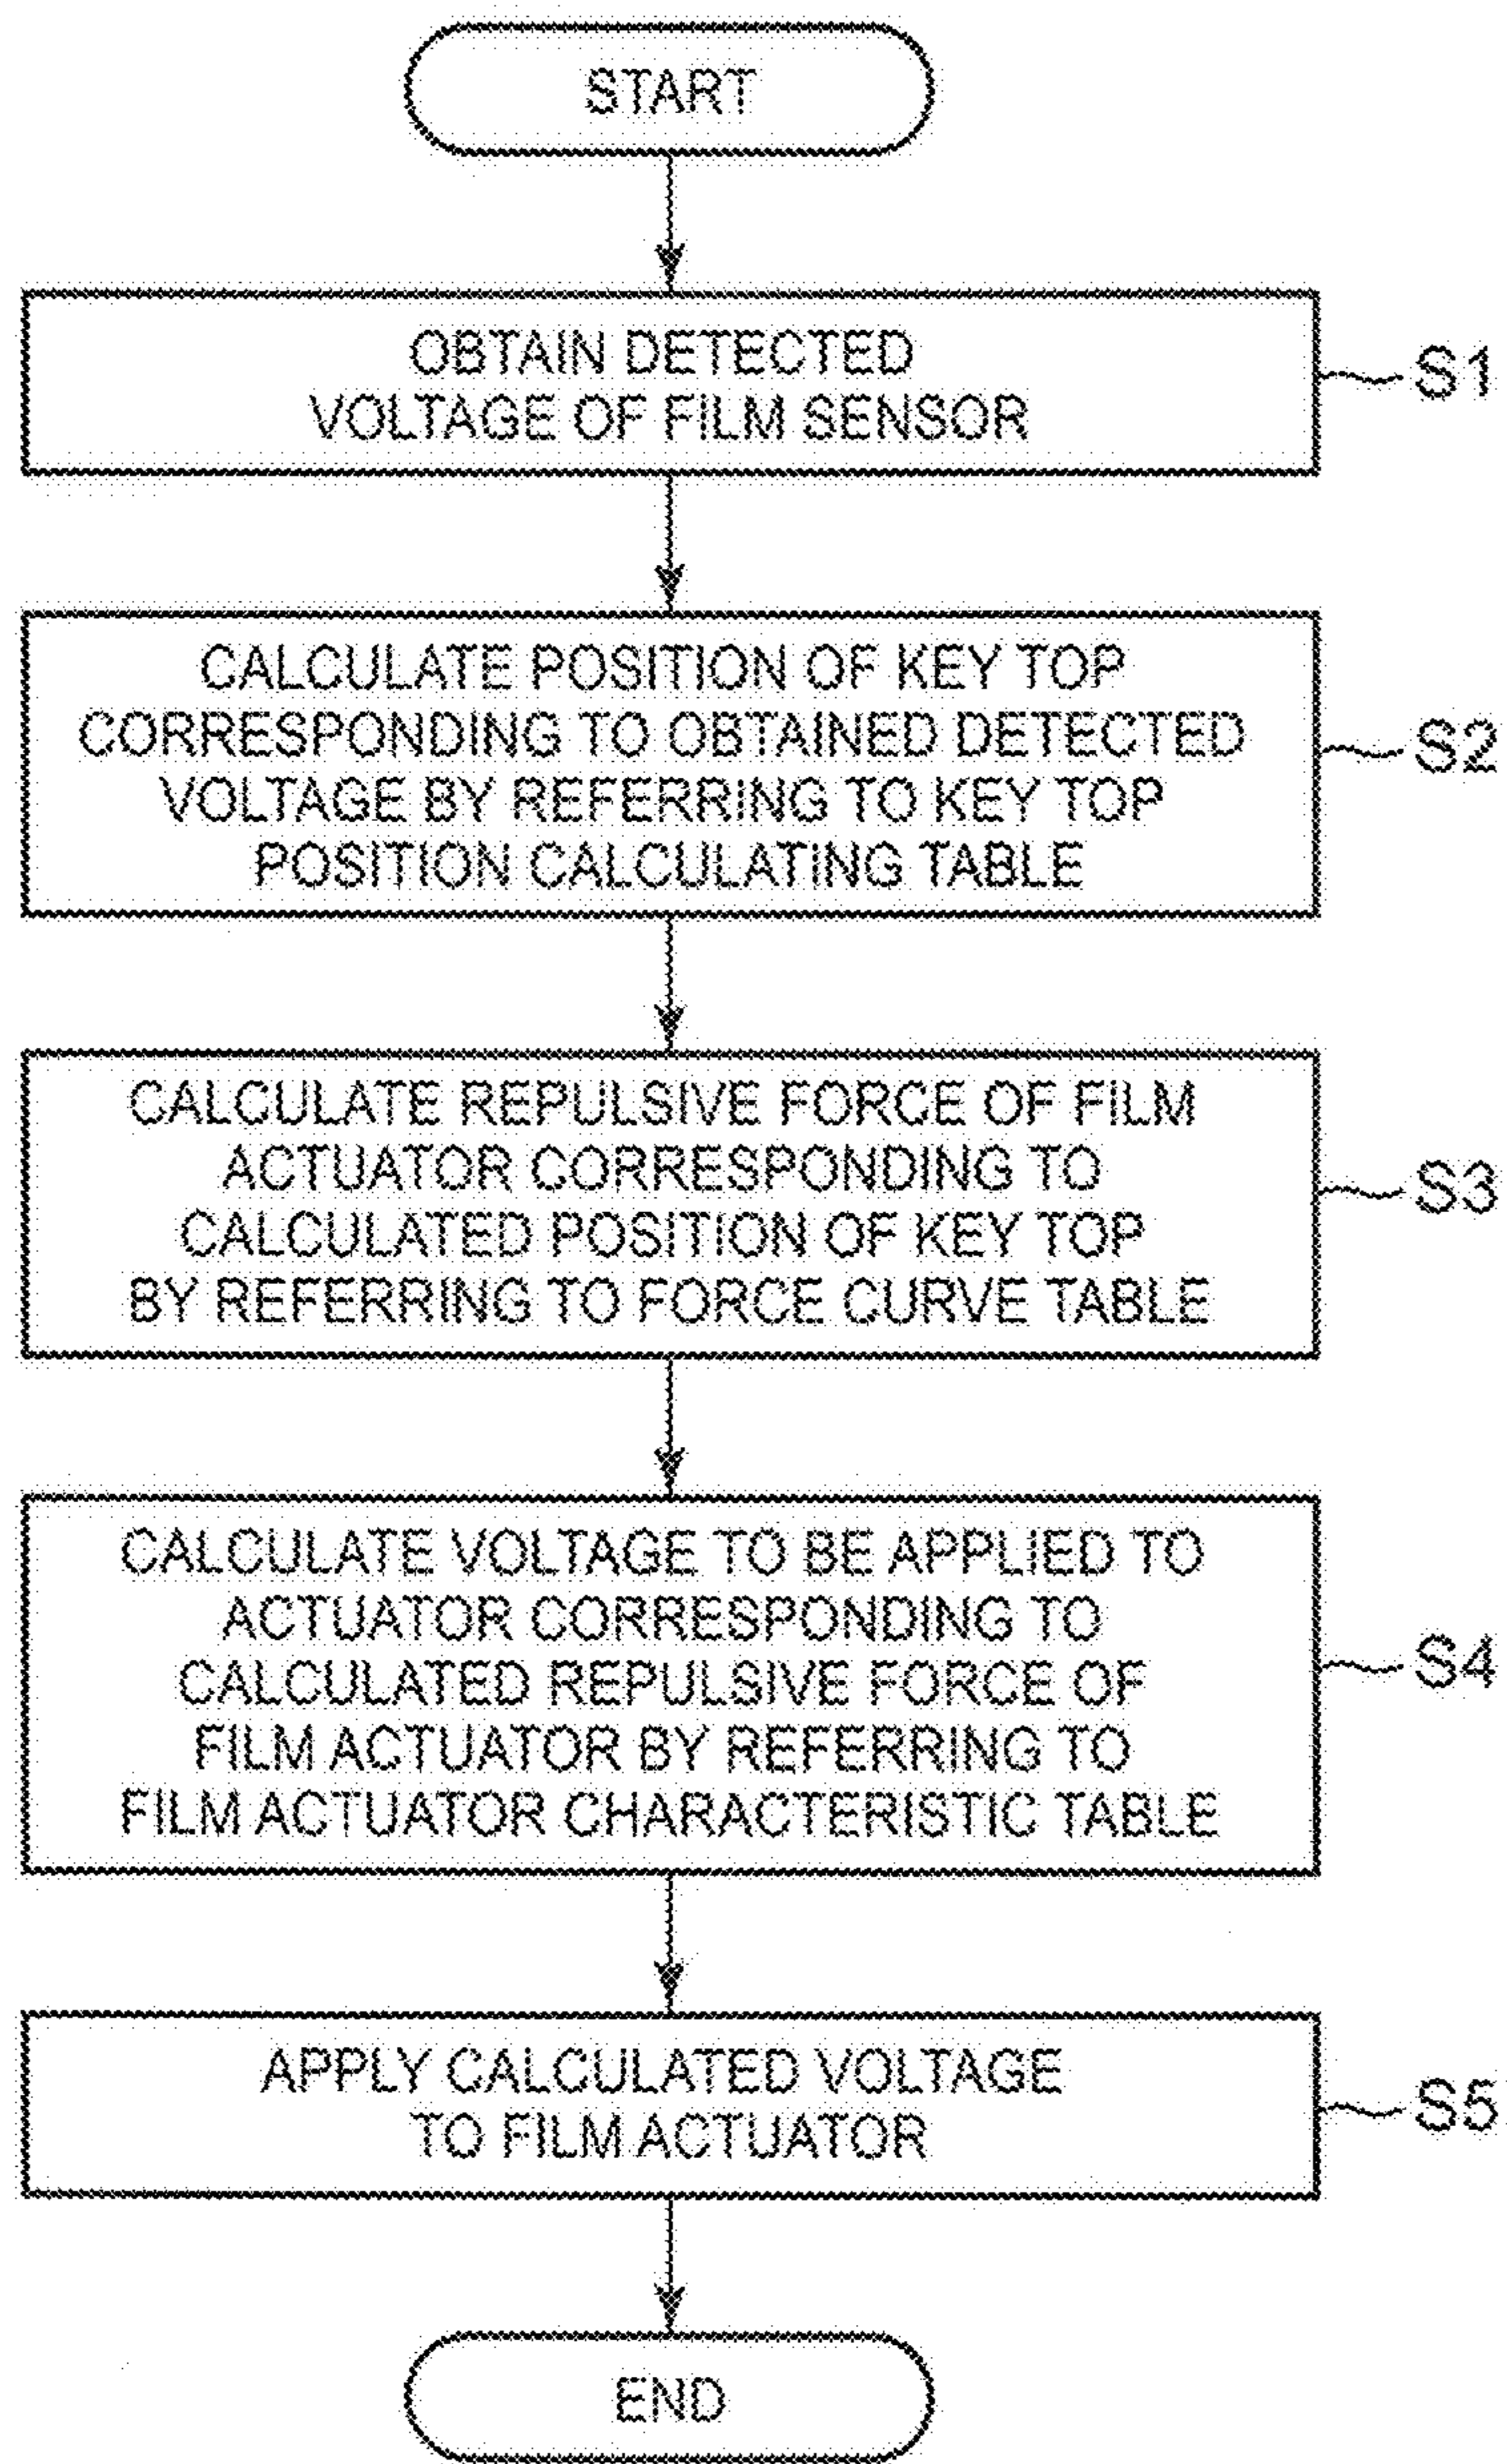 START
OBTAIN DETECTED
VOLTAGE OF FILM SENSOR
S1
CALCULATE POSITION OF KEY TOP
CORRESPONDING TO OBTAINED DETECTED
VOLTAGE BY REFERRING TO KEY TOP
POSITION CALCULATING TABLE
S2
CALCULATE REPULSIVE FORCE OF FILM
ACTUATOR CORRESPONDING TO
CALCULATED POSITION OF KEY TOP
BY REFERRING TO FORCE CURVE TABLE
S3
CALCULATE VOLTAGE TO BE APPLIED TO
ACTUATOR CORRESPONDING TO
CALCULATED REPULSIVE FORCE OF
FILM ACTUATOR BY REFERRING TO
FILM ACTUATOR CHARACTERISTIC TABLE
S4
APPLY CALCULATED VOLTAGE
TO FILM ACTUATOR
S5
END